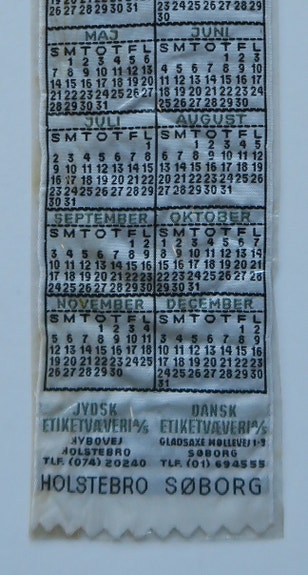 26 27 28 29 30 31
23 24 25 26 27 28 29
30
MAJ
S M T O T F L
1 2 3 4 5 6
7 8 9 10 11 12 13
14 15 16 17 18 19 20
21 22 23 24 25 26 27
28 29 30 31
JUNI
S M T O T F L
1 2 3
4 5 6 7 8 9 10
11 12 13 14 15 16 17
18 19 20 21 22 23 24
25 26 27 28 29 30
JULI
S M T O T F L
1
2 3 4 5 6 7 8
9 10 11 12 13 14 15
16 17 18 19 20 21 22
23 24 25 26 27 28 29
30 31
AUGUST
S M T O T F L
1 2 3 4 5
6 7 8 9 10 11 12
13 14 15 16 17 18 19
20 21 22 23 24 25 26
27 28 29 30 31
SEPTEMBER
S M T O T F L
1 2
3 4 5 6 7 8 9
10 11 12 13 14 15 16
17 18 19 20 21 22 23
24 25 26 27 28 29 30
OKTOBER
S M T O T F L
1 2 3 4 5 6 7
8 9 10 11 12 13 14
15 16 17 18 19 20 21
22 23 24 25 26 27 28
29 30 31
NOVEMBER
S M T O T F L
1 2 3 4
5 6 7 8 9 10 11
12 13 14 15 16 17 18
19 20 21 22 23 24 25
26 27 28 29 30
DECEMBER
S M T O T F L
1 2
3 4 5 6 7 8 9
10 11 12 13 14 15 16
17 18 19 20 21 22 23
24 25 26 27 28 29 30
31
JYDSK
ETIKETVÆVERI A/S
NYBOVEJ
HOLSTEBRO
TLF. (074) 20240
HOLSTEBRO
DANSK
ETIKETVÆVERI A/S
GLADSAXE MØLLEVEJ 1-9
SØBORG
TLF. (01) 694555
SØBORG